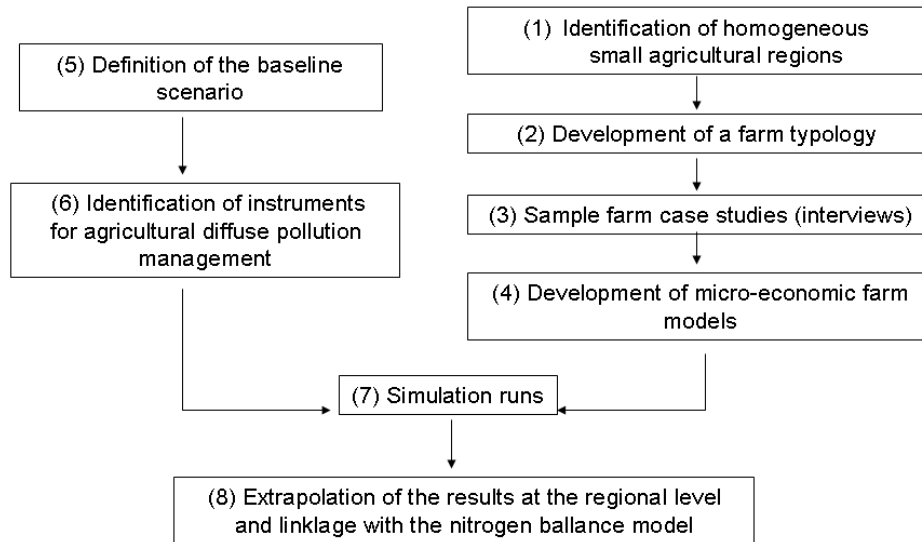 (1) Identification of homogeneous
small agricultural regions
(5) Definition of the baseline
scenario
(2) Development of a farm typology
(6) Identification of instruments
for agricultural diffuse pollution
management
(3) Sample farm case studies (interviews)
(4) Development of micro-economic farm
models
(7) Simulation runs
(8) Extrapolation of the results at the regional level
and linklage with the nitrogen ballance model